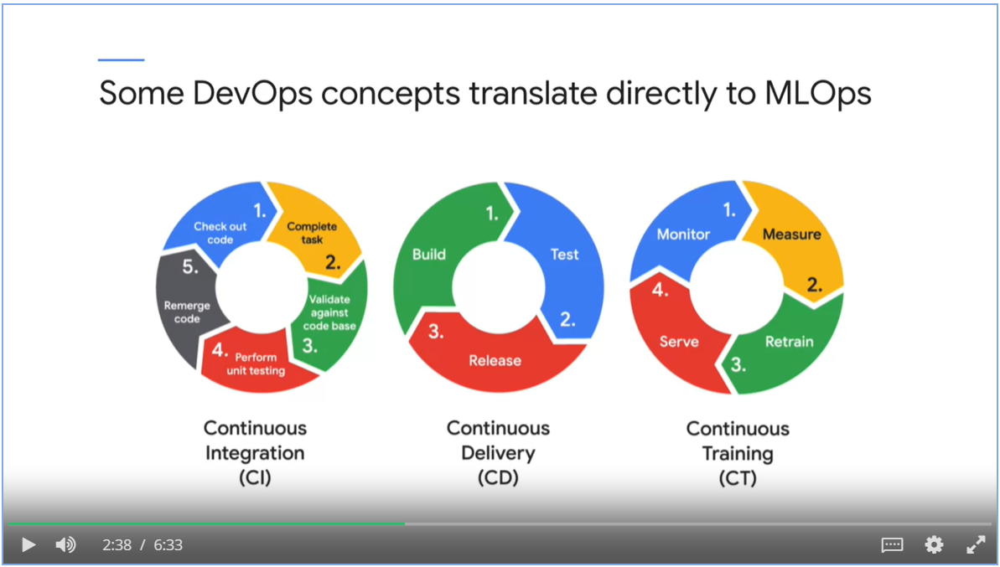 Some DevOps concepts translate directly to MLOps
1.
Check out
code
Complete
task
2.
Validate
against
code base
3.
4.
Perform
unit testing
5.
Remerge
code
Continuous
Integration
(CI)
1.
Build
Test
2.
3.
Release
Continuous
Delivery
(CD)
1.
Monitor
Measure
2.
Retrain
3.
4.
Serve
Continuous
Training
(CT)
2:38 / 6:33